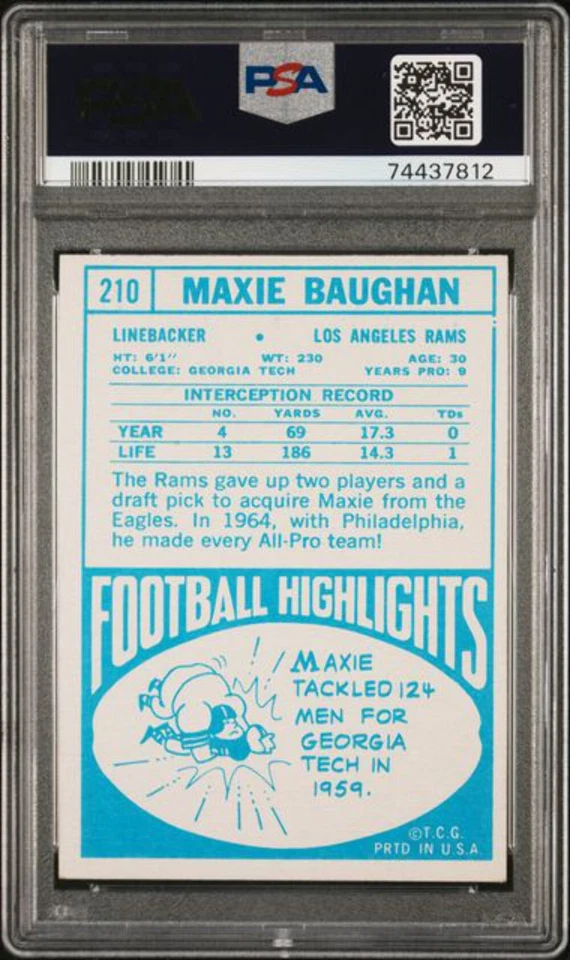 PSA
74437812
210 MAXIE BAUGHAN
LINEBACKER • LOS ANGELES RAMS
HT: 6'1" WT: 230 AGE: 30
COLLEGE: GEORGIA TECH YEARS PRO: 9
INTERCEPTION RECORD
NO. YARDS AVG. TDs
YEAR 4 69 17.3 0
LIFE 13 186 14.3 1
The Rams gave up two players and a
draft pick to acquire Maxie from the
Eagles. In 1964, with Philadelphia,
he made every All-Pro team!
FOOTBALL HIGHLIGHTS
MAXIE
TACKLED 124
MEN FOR
GEORGIA
TECH IN
1959.
©T.C.G.
PRTD IN U.S.A.